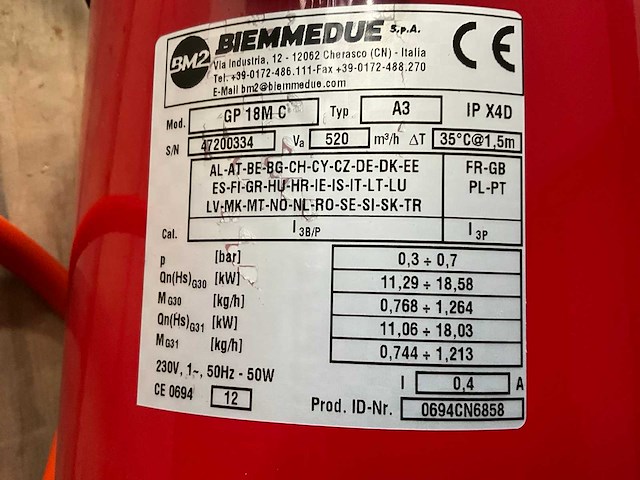 BM2 BIEMMEDUE S.p.A.
Via Industria, 12 - 12062 Cherasco (CN) - Italia
Tel. +39-0172-486.111-Fax +39-0172-488.270
E-Mail bm2@biemmedue.com
CE
Mod. GP 18M C Typ A3 IP X4D
S/N 47200334 Va 520 m³/h ΔT 35°C@1,5m
AL-AT-BE-BG-CH-CY-CZ-DE-DK-EE FR-GB
ES-FI-GR-HU-HR-IE-IS-IT-LT-LU PL-PT
LV-MK-MT-NO-NL-RO-SE-SI-SK-TR
Cat. I3B/P I3P
p [bar] 0,3 ÷ 0,7
Qn(Hs)G30 [kW] 11,29 ÷ 18,58
MG30 [kg/h] 0,768 ÷ 1,264
Qn(Hs)G31 [kW] 11,06 ÷ 18,03
MG31 [kg/h] 0,744 ÷ 1,213
230V, 1~, 50Hz - 50W I 0,4 A
CE 0694 12 Prod. ID-Nr. 0694CN6858